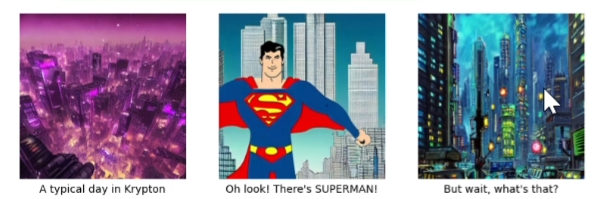 A typical day in Krypton
Oh look! There's SUPERMAN!
But wait, what's that?